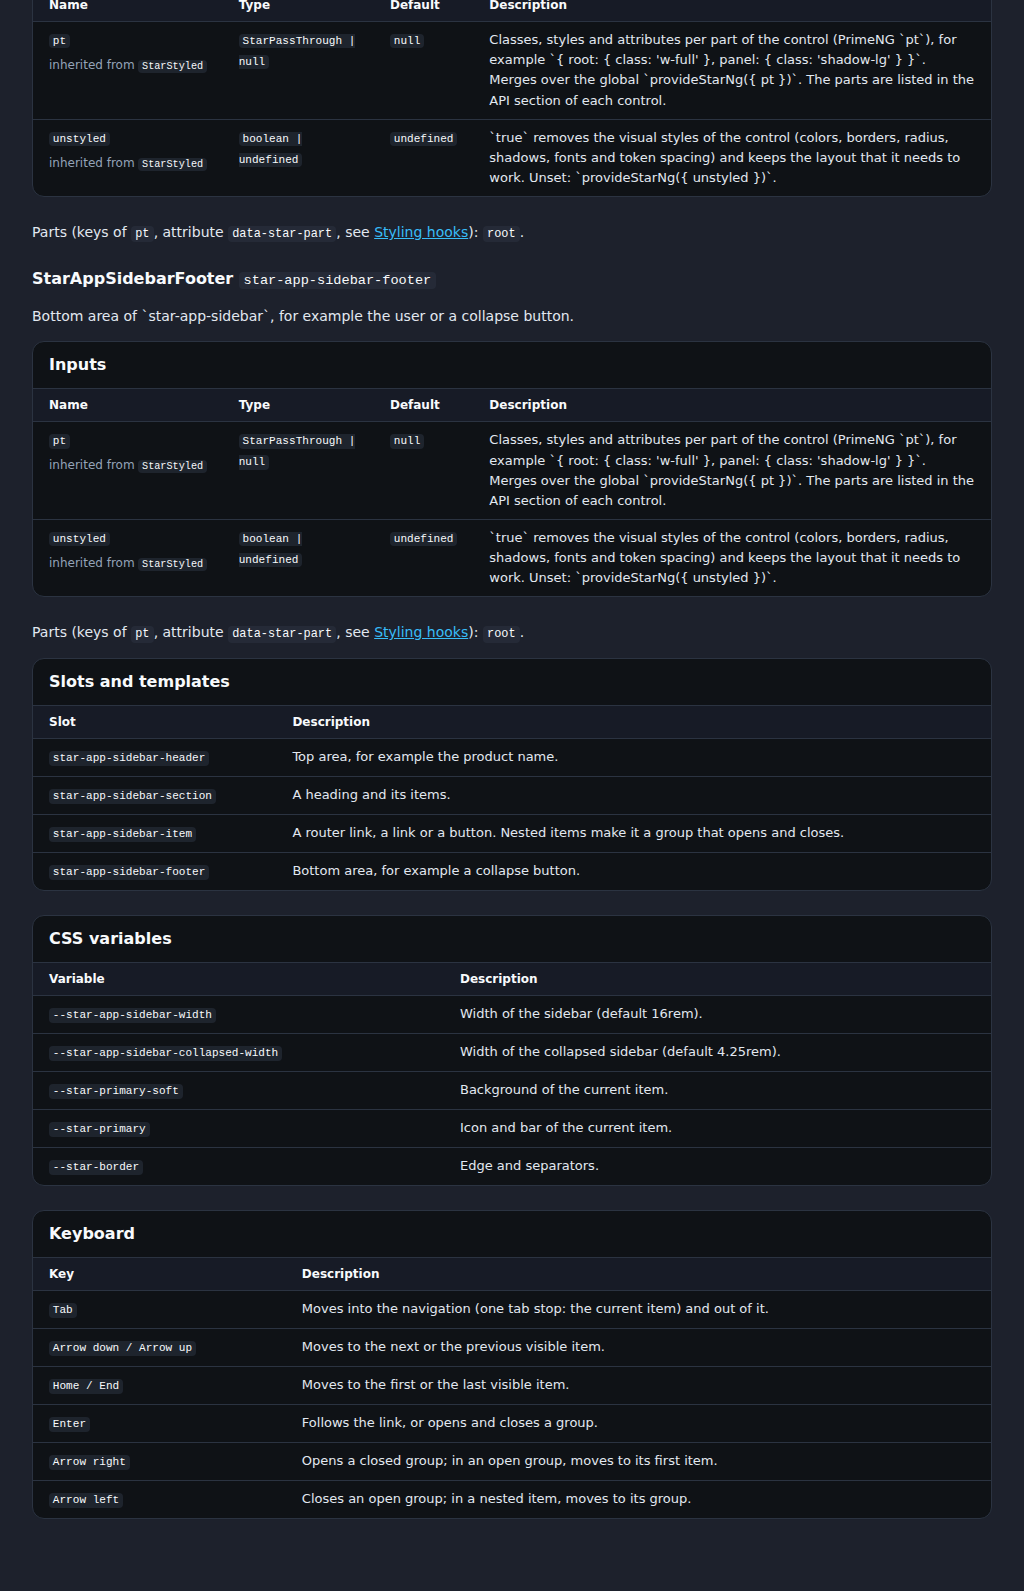 Name Type Default Description
pt StarPassThrough | null Classes, styles and attributes per part of the control (PrimeNG `pt`), for
inherited from StarStyled null example `{ root: { class: 'w-full' }, panel: { class: 'shadow-lg' } }`.
Merges over the global `provideStarNg({ pt })`. The parts are listed in the
API section of each control.
unstyled boolean | undefined `true` removes the visual styles of the control (colors, borders, radius,
inherited from StarStyled undefined shadows, fonts and token spacing) and keeps the layout that it needs to
work. Unset: `provideStarNg({ unstyled })`.
Parts (keys of pt, attribute data-star-part, see Styling hooks): root.
StarAppSidebarFooter star-app-sidebar-footer
Bottom area of `star-app-sidebar`, for example the user or a collapse button.
Inputs
Name Type Default Description
pt StarPassThrough | null Classes, styles and attributes per part of the control (PrimeNG `pt`), for
inherited from StarStyled null example `{ root: { class: 'w-full' }, panel: { class: 'shadow-lg' } }`.
Merges over the global `provideStarNg({ pt })`. The parts are listed in the
API section of each control.
unstyled boolean | undefined `true` removes the visual styles of the control (colors, borders, radius,
inherited from StarStyled undefined shadows, fonts and token spacing) and keeps the layout that it needs to
work. Unset: `provideStarNg({ unstyled })`.
Parts (keys of pt, attribute data-star-part, see Styling hooks): root.
Slots and templates
Slot Description
star-app-sidebar-header Top area, for example the product name.
star-app-sidebar-section A heading and its items.
star-app-sidebar-item A router link, a link or a button. Nested items make it a group that opens and closes.
star-app-sidebar-footer Bottom area, for example a collapse button.
CSS variables
Variable Description
--star-app-sidebar-width Width of the sidebar (default 16rem).
--star-app-sidebar-collapsed-width Width of the collapsed sidebar (default 4.25rem).
--star-primary-soft Background of the current item.
--star-primary Icon and bar of the current item.
--star-border Edge and separators.
Keyboard
Key Description
Tab Moves into the navigation (one tab stop: the current item) and out of it.
Arrow down / Arrow up Moves to the next or the previous visible item.
Home / End Moves to the first or the last visible item.
Enter Follows the link, or opens and closes a group.
Arrow right Opens a closed group; in an open group, moves to its first item.
Arrow left Closes an open group; in a nested item, moves to its group.